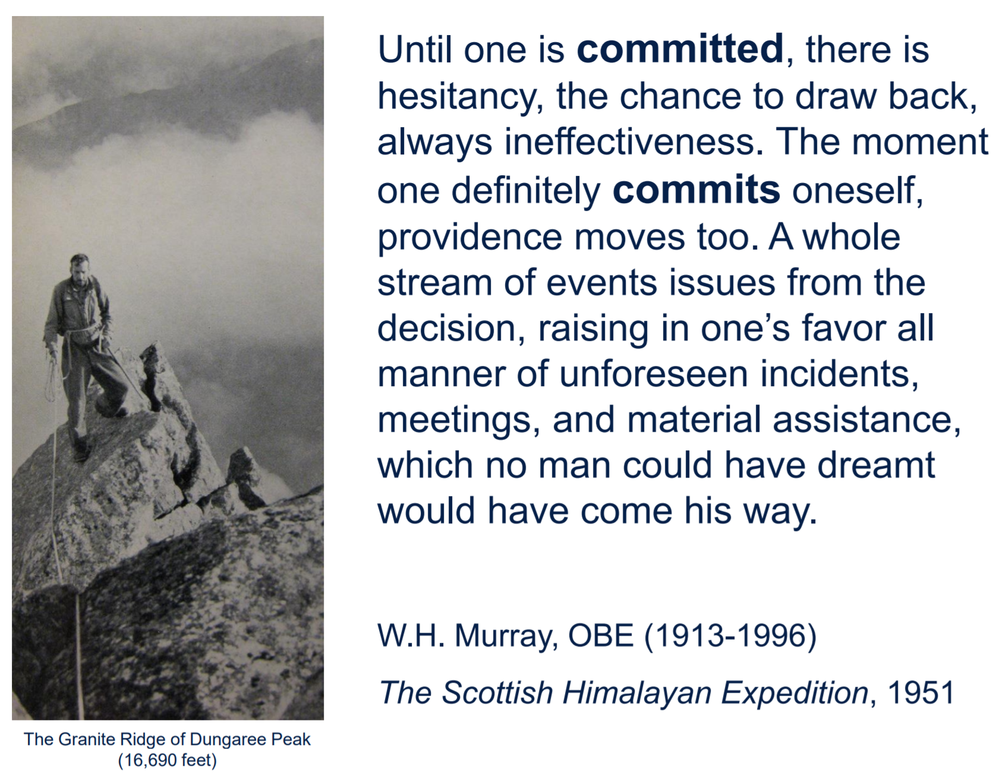 Until one is committed, there is
hesitancy, the chance to draw back,
always ineffectiveness. The moment
one definitely commits oneself,
providence moves too. A whole
stream of events issues from the
decision, raising in one’s favor all
manner of unforeseen incidents,
meetings, and material assistance,
which no man could have dreamt
would have come his way.
W.H. Murray, OBE (1913-1996)
The Scottish Himalayan Expedition, 1951
The Granite Ridge of Dungaree Peak
(16,690 feet)